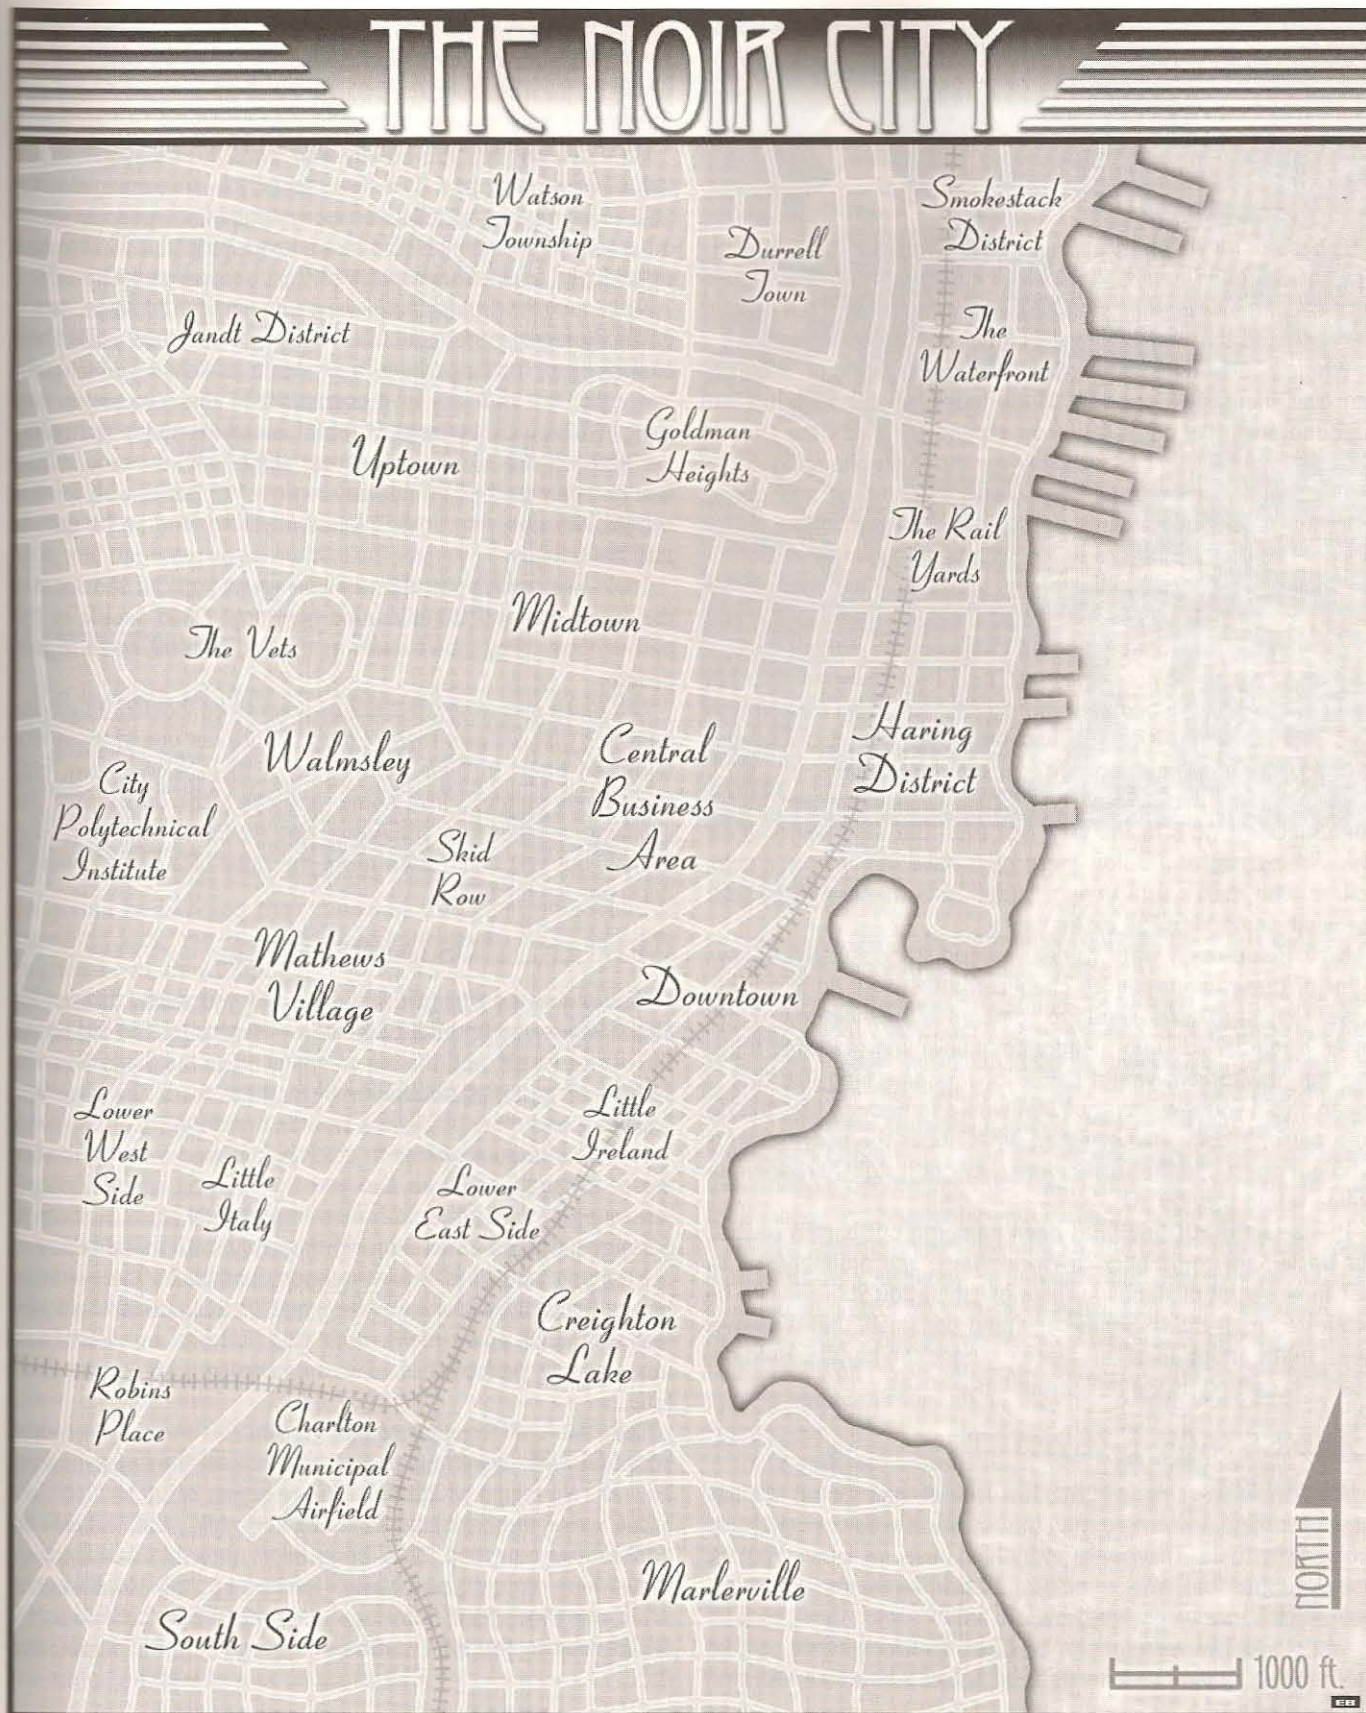 THE NOIR CITY
Watson
Township
Smokestack
District
Durrell
Town
Jandt District
The
Waterfront
Goldman
Heights
Uptown
The Rail
Yards
Midtown
The Vets
Haring
District
Central
Business
Area
Walmsley
City
Polytechnical
Institute
Skid
Row
Mathews
Village
Downtown
Lower
West
Side
Little
Ireland
Little
Italy
Lower
East Side
Creighton
Lake
Robins
Place
Charlton
Municipal
Airfield
NORTH
Marlerville
South Side
1000 ft.
EB